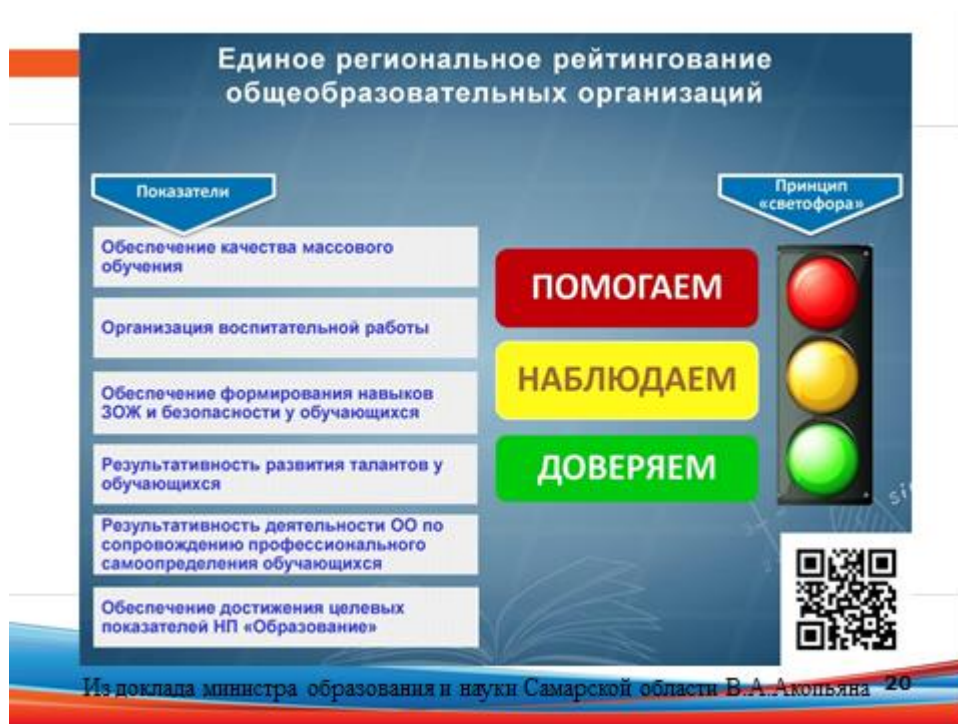 Единое региональное рейтингование
общеобразовательных организаций
Показатели
Обеспечение качества массового
обучения
Организация воспитательной работы
Обеспечение формирования навыков
ЗОЖ и безопасности у обучающихся
Результативность развития талантов у
обучающихся
Результативность деятельности ОО по
сопровождению профессионального
самоопределения обучающихся
Обеспечение достижения целевых
показателей НП «Образование»
ПОМОГАЕМ
НАБЛЮДАЕМ
ДОВЕРЯЕМ
Принцип
«светофора»
Из доклада министра образования и науки Самарской области В.А.Акопьяна
20